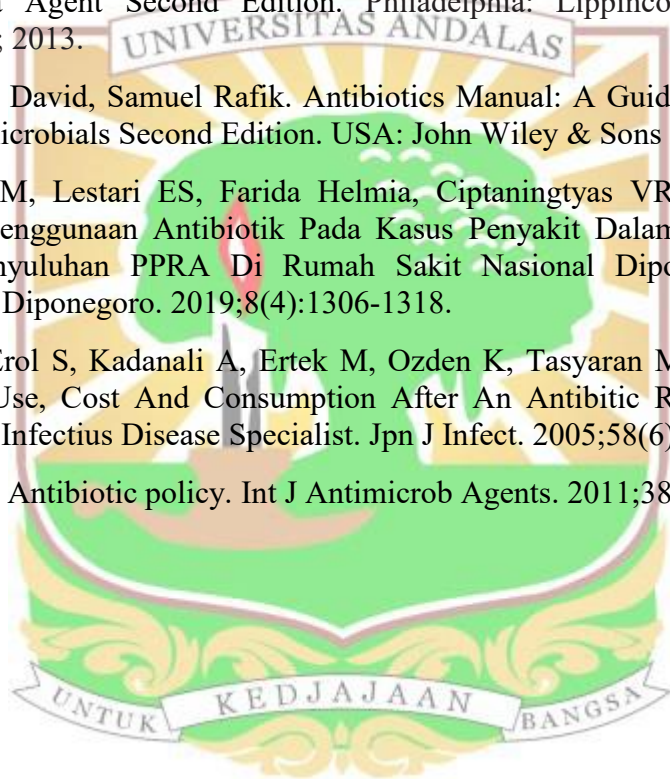 Agent Second Edition. Philadelphia: Lippinco
; 2013.
UNIVERSITAS ANDALAS
David, Samuel Rafik. Antibiotics Manual: A Guid
icrobials Second Edition. USA: John Wiley & Sons
M, Lestari ES, Farida Helmia, Ciptaningtyas VR
enggunaan Antibiotik Pada Kasus Penyakit Dalam
nyuluhan PPRA Di Rumah Sakit Nasional Dipo
Diponegoro. 2019;8(4):1306-1318.
Erol S, Kadanali A, Ertek M, Ozden K, Tasyaran M
Use, Cost And Consumption After An Antibitic R
Infectius Disease Specialist. Jpn J Infect. 2005;58(6)
Antibiotic policy. Int J Antimicrob Agents. 2011;38
UNTUK KEDJAJAAN BANGSA